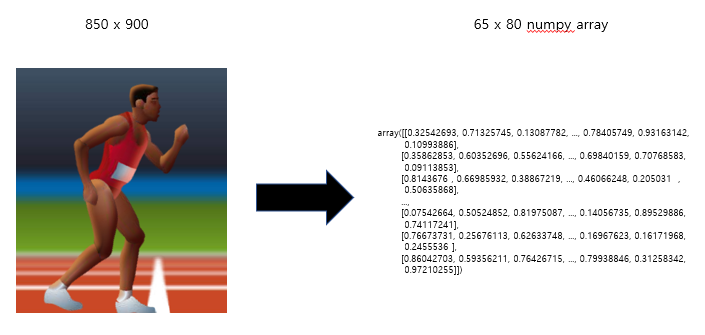 850 x 900
65 x 80 numpy array
array([[0.32542693, 0.71325745, 0.13087782, ..., 0.78405749, 0.93163142,
0.10993886],
[0.35862853, 0.60352696, 0.55624166, ..., 0.69840159, 0.70768583,
0.09113853],
[0.8143676 , 0.66985932, 0.38867219, ..., 0.46066248, 0.205031 ,
0.50635868],
...,
[0.07542664, 0.50524852, 0.81975087, ..., 0.14056735, 0.89529886,
0.74117241],
[0.76673731, 0.25676113, 0.62633748, ..., 0.16967623, 0.16171968,
0.2455536 ],
[0.86042703, 0.59356211, 0.76426715, ..., 0.79938846, 0.31258342,
0.97210255]])